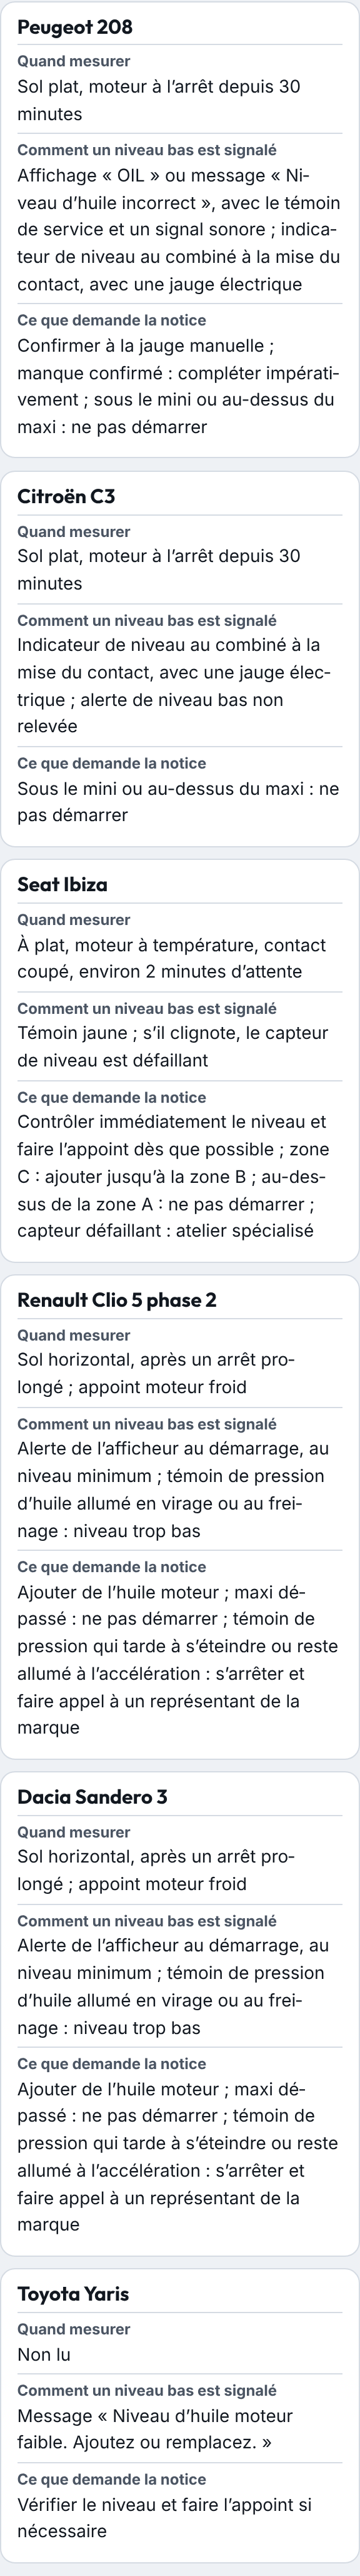 Peugeot 208
Quand mesurer
Sol plat, moteur à l’arrêt depuis 30
minutes
Comment un niveau bas est signalé
Affichage « OIL » ou message « Ni-
veau d’huile incorrect », avec le témoin
de service et un signal sonore ; indica-
teur de niveau au combiné à la mise du
contact, avec une jauge électrique
Ce que demande la notice
Confirmer à la jauge manuelle ;
manque confirmé : compléter impérati-
vement ; sous le mini ou au-dessus du
maxi : ne pas démarrer
Citroën C3
Quand mesurer
Sol plat, moteur à l’arrêt depuis 30
minutes
Comment un niveau bas est signalé
Indicateur de niveau au combiné à la
mise du contact, avec une jauge élec-
trique ; alerte de niveau bas non
relevée
Ce que demande la notice
Sous le mini ou au-dessus du maxi : ne
pas démarrer
Seat Ibiza
Quand mesurer
À plat, moteur à température, contact
coupé, environ 2 minutes d’attente
Comment un niveau bas est signalé
Témoin jaune ; s’il clignote, le capteur
de niveau est défaillant
Ce que demande la notice
Contrôler immédiatement le niveau et
faire l’appoint dès que possible ; zone
C : ajouter jusqu’à la zone B ; au-des-
sus de la zone A : ne pas démarrer ;
capteur défaillant : atelier spécialisé
Renault Clio 5 phase 2
Quand mesurer
Sol horizontal, après un arrêt pro-
longé ; appoint moteur froid
Comment un niveau bas est signalé
Alerte de l’afficheur au démarrage, au
niveau minimum ; témoin de pression
d’huile allumé en virage ou au frei-
nage : niveau trop bas
Ce que demande la notice
Ajouter de l’huile moteur ; maxi dé-
passé : ne pas démarrer ; témoin de
pression qui tarde à s’éteindre ou reste
allumé à l’accélération : s’arrêter et
faire appel à un représentant de la
marque
Dacia Sandero 3
Quand mesurer
Sol horizontal, après un arrêt pro-
longé ; appoint moteur froid
Comment un niveau bas est signalé
Alerte de l’afficheur au démarrage, au
niveau minimum ; témoin de pression
d’huile allumé en virage ou au frei-
nage : niveau trop bas
Ce que demande la notice
Ajouter de l’huile moteur ; maxi dé-
passé : ne pas démarrer ; témoin de
pression qui tarde à s’éteindre ou reste
allumé à l’accélération : s’arrêter et
faire appel à un représentant de la
marque
Toyota Yaris
Quand mesurer
Non lu
Comment un niveau bas est signalé
Message « Niveau d’huile moteur
faible. Ajoutez ou remplacez. »
Ce que demande la notice
Vérifier le niveau et faire l’appoint si
nécessaire